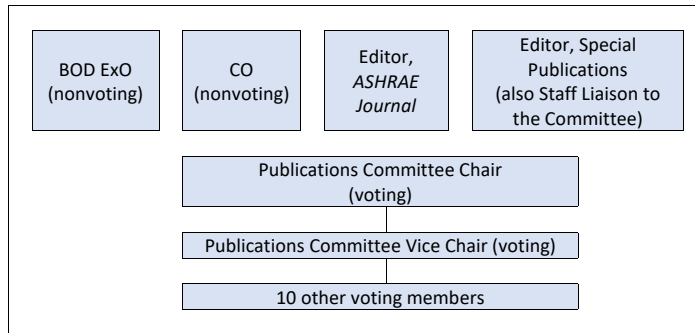 BOD ExO
(nonvoting)
CO
(nonvoting)
Editor,
ASHRAE
Journal
Editor, Special
Publications
(also Staff Liaison to
the Committee)
Publications Committee Chair
(voting)
Publications Committee Vice Chair (voting)
10 other voting members